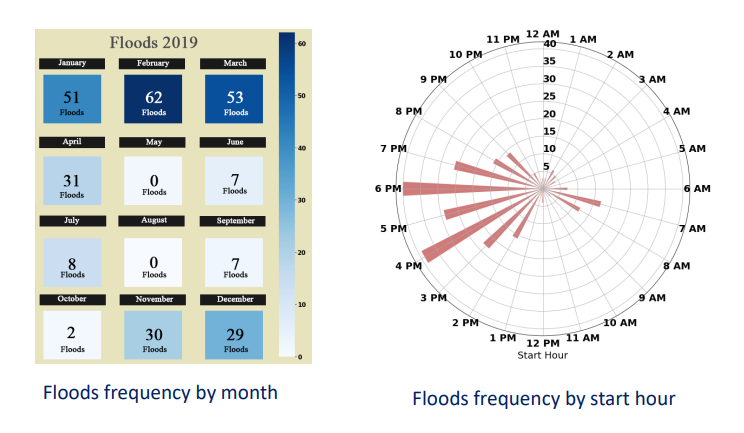 Floods 2019
January February March
51 62 53
Floods Floods Floods
April May June
31 0 7
Floods Floods Floods
July August September
8 0 7
Floods Floods Floods
October November December
2 30 29
Floods Floods Floods
60
50
40
30
20
10
0
Floods frequency by month
12 AM
11 PM 1 AM
10 PM 2 AM
9 PM 3 AM
8 PM 4 AM
7 PM 5 AM
6 PM 6 AM
5 PM 7 AM
4 PM 8 AM
3 PM 9 AM
2 PM 10 AM
1 PM 11 AM
12 PM
40
35
30
25
20
15
10
5
Start Hour
Floods frequency by start hour